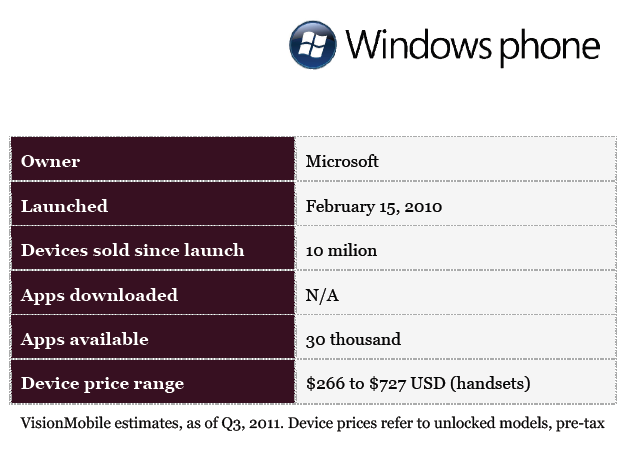 Windows phone
Owner Microsoft
Launched February 15, 2010
Devices sold since launch 10 milion
Apps downloaded N/A
Apps available 30 thousand
Device price range $266 to $727 USD (handsets)
VisionMobile estimates, as of Q3, 2011. Device prices refer to unlocked models, pre-tax